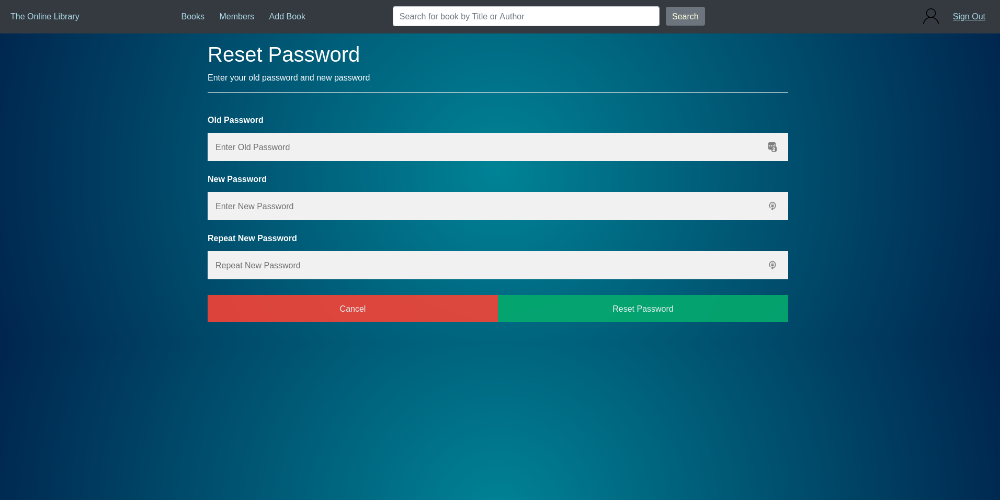 The Online Library
Books
Members
Add Book
Search for book by Title or Author
Search
Sign Out
Reset Password
Enter your old password and new password
Old Password
Enter Old Password
2
New Password
Enter New Password
Repeat New Password
Repeat New Password
Cancel
Reset Password